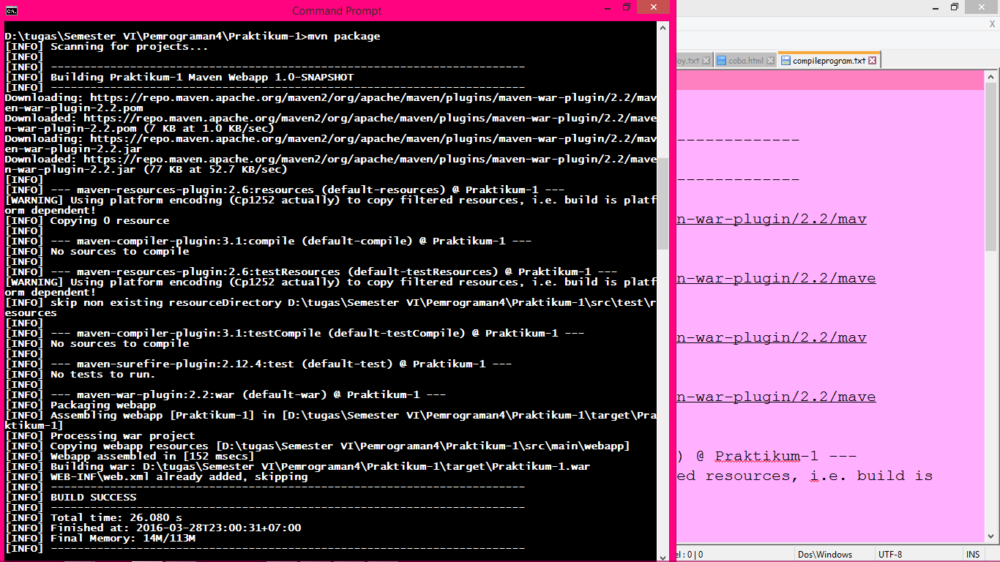 Command Prompt
D:\tugas\Semester VI\Pemrograman4\Praktikum-1>mvn package
[INFO] Scanning for projects...
[INFO]
[INFO] ------------------------------------------------------------------------
[INFO] Building Praktikum-1 Maven Webapp 1.0-SNAPSHOT
[INFO] ------------------------------------------------------------------------
Downloading: https://repo.maven.apache.org/maven2/org/apache/maven/plugins/maven-war-plugin/2.2/mav
en-war-plugin-2.2.pom
Downloaded: https://repo.maven.apache.org/maven2/org/apache/maven/plugins/maven-war-plugin/2.2/mave
n-war-plugin-2.2.pom (7 KB at 1.0 KB/sec)
Downloading: https://repo.maven.apache.org/maven2/org/apache/maven/plugins/maven-war-plugin/2.2/mav
en-war-plugin-2.2.jar
Downloaded: https://repo.maven.apache.org/maven2/org/apache/maven/plugins/maven-war-plugin/2.2/mave
n-war-plugin-2.2.jar (77 KB at 52.7 KB/sec)
[INFO]
[INFO] --- maven-resources-plugin:2.6:resources (default-resources) @ Praktikum-1 ---
[WARNING] Using platform encoding (Cp1252 actually) to copy filtered resources, i.e. build is platf
orm dependent!
[INFO] Copying 0 resource
[INFO]
[INFO] --- maven-compiler-plugin:3.1:compile (default-compile) @ Praktikum-1 ---
[INFO] No sources to compile
[INFO]
[INFO] --- maven-resources-plugin:2.6:testResources (default-testResources) @ Praktikum-1 ---
[WARNING] Using platform encoding (Cp1252 actually) to copy filtered resources, i.e. build is platf
orm dependent!
[INFO] skip non existing resourceDirectory D:\tugas\Semester VI\Pemrograman4\Praktikum-1\src\test\r
esources
[INFO]
[INFO] --- maven-compiler-plugin:3.1:testCompile (default-testCompile) @ Praktikum-1 ---
[INFO] No sources to compile
[INFO]
[INFO] --- maven-surefire-plugin:2.12.4:test (default-test) @ Praktikum-1 ---
[INFO] No tests to run.
[INFO]
[INFO] --- maven-war-plugin:2.2:war (default-war) @ Praktikum-1 ---
[INFO] Packaging webapp
[INFO] Assembling webapp [Praktikum-1] in [D:\tugas\Semester VI\Pemrograman4\Praktikum-1\target\Pra
ktikum-1]
[INFO] Processing war project
[INFO] Copying webapp resources [D:\tugas\Semester VI\Pemrograman4\Praktikum-1\src\main\webapp]
[INFO] Webapp assembled in [152 msecs]
[INFO] Building war: D:\tugas\Semester VI\Pemrograman4\Praktikum-1\target\Praktikum-1.war
[INFO] WEB-INF\web.xml already added, skipping
[INFO] ------------------------------------------------------------------------
[INFO] BUILD SUCCESS
[INFO] ------------------------------------------------------------------------
[INFO] Total time: 26.080 s
[INFO] Finished at: 2016-03-28T23:00:31+07:00
[INFO] Final Memory: 14M/113M
[INFO] ------------------------------------------------------------------------
X
oy.txt coba.html compileprogram.txt
-------------
-------------
n-war-plugin/2.2/mav
n-war-plugin/2.2/mave
n-war-plugin/2.2/mav
n-war-plugin/2.2/mave
) @ Praktikum-1 ---
ed resources, i.e. build is
el : 0 | 0 Dos\Windows UTF-8 INS